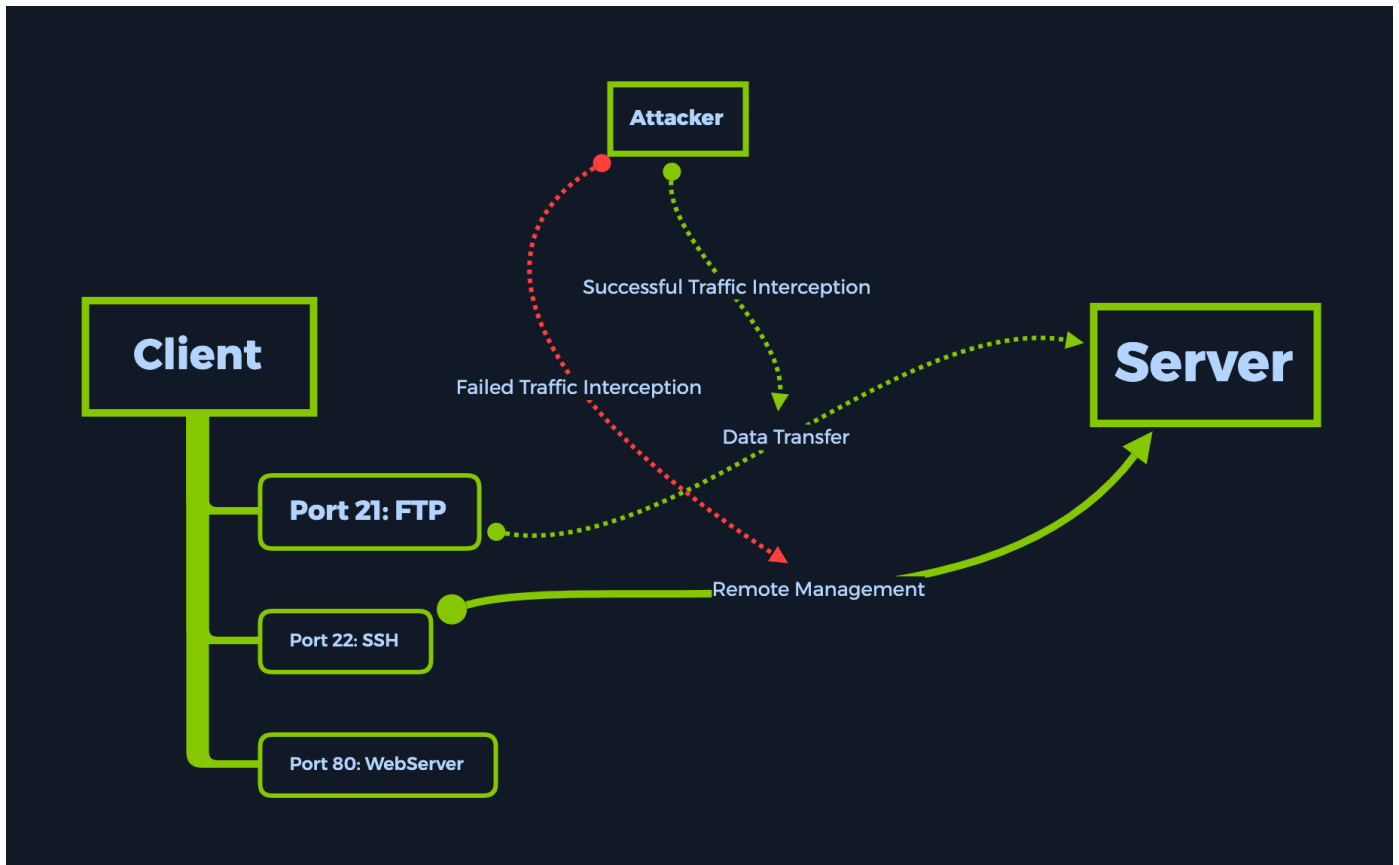 Attacker
Successful Traffic Interception
Client
Server
Failed Traffic Interception
Data Transfer
Port 21: FTP
Remote Management
Port 22: SSH
Port 80: WebServer